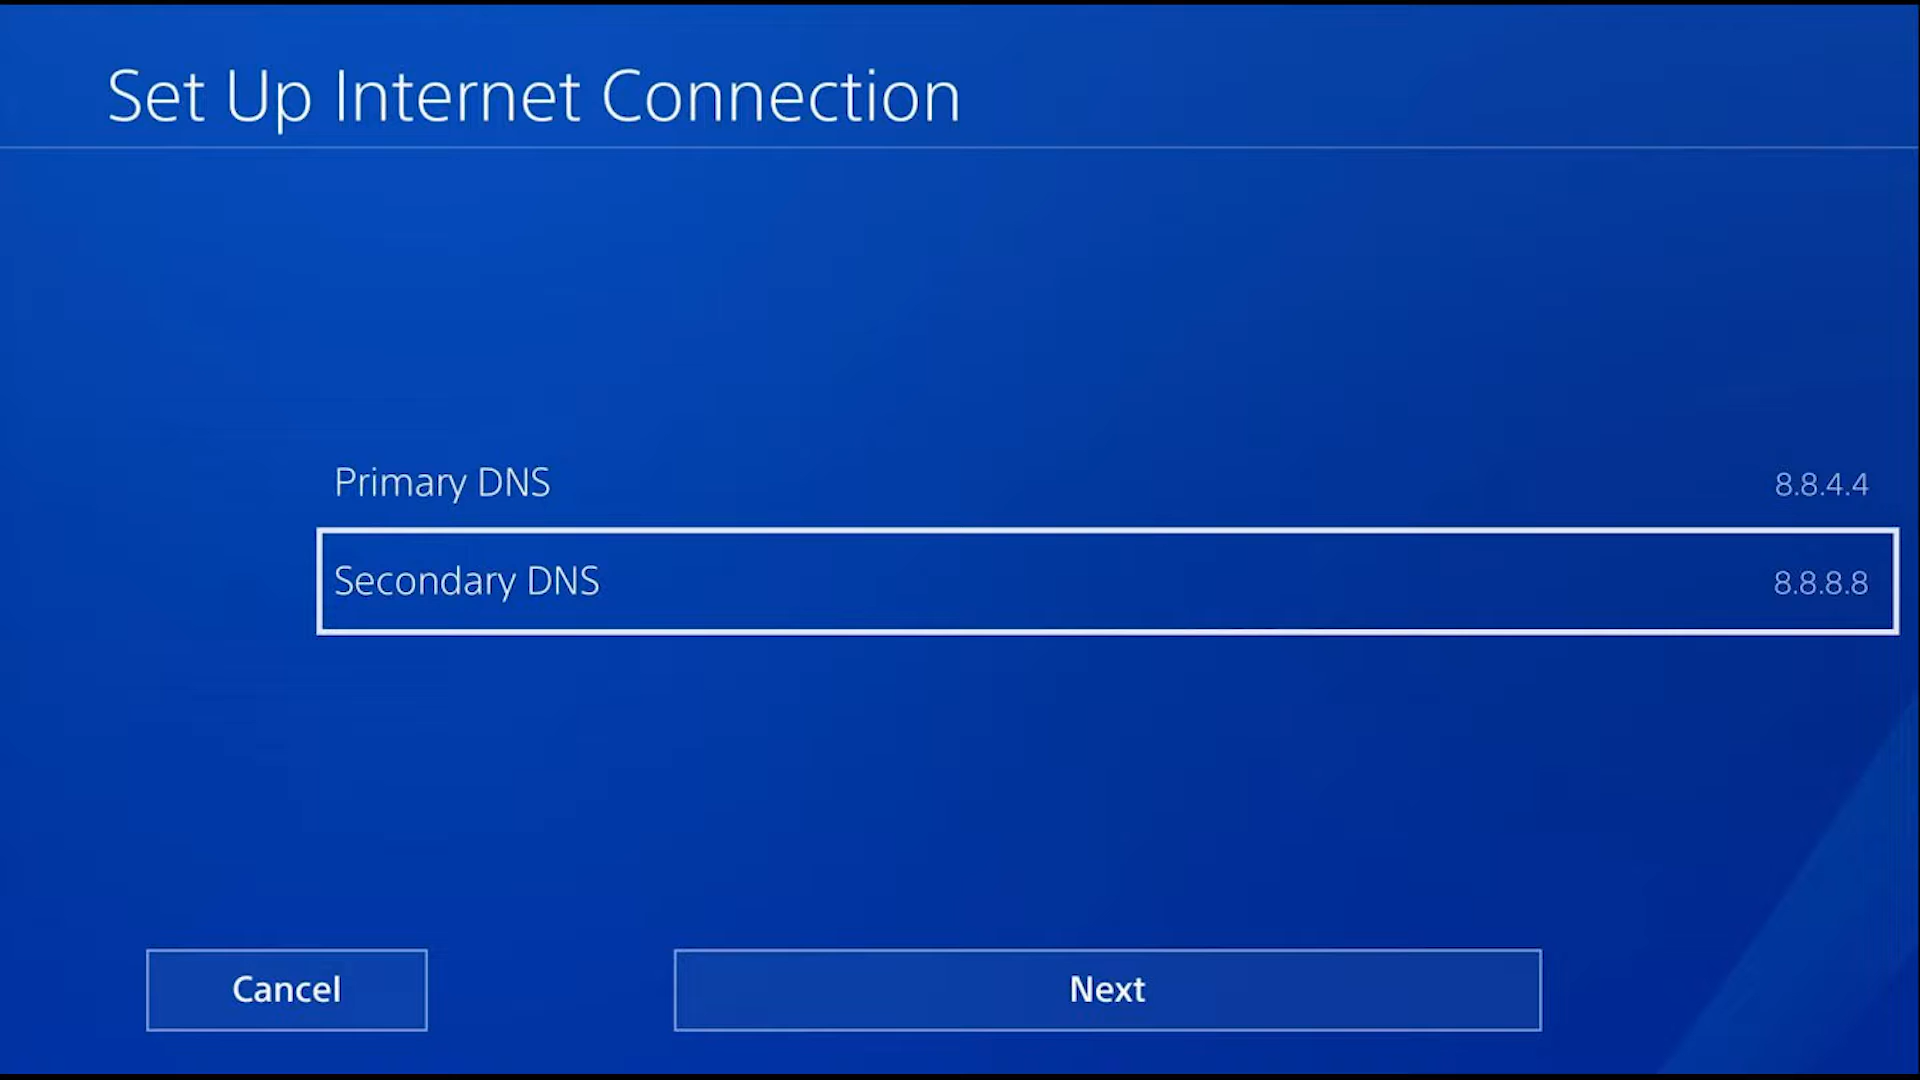 Set Up Internet Connection
Primary DNS 8.8.4.4
Secondary DNS 8.8.8.8
Cancel Next